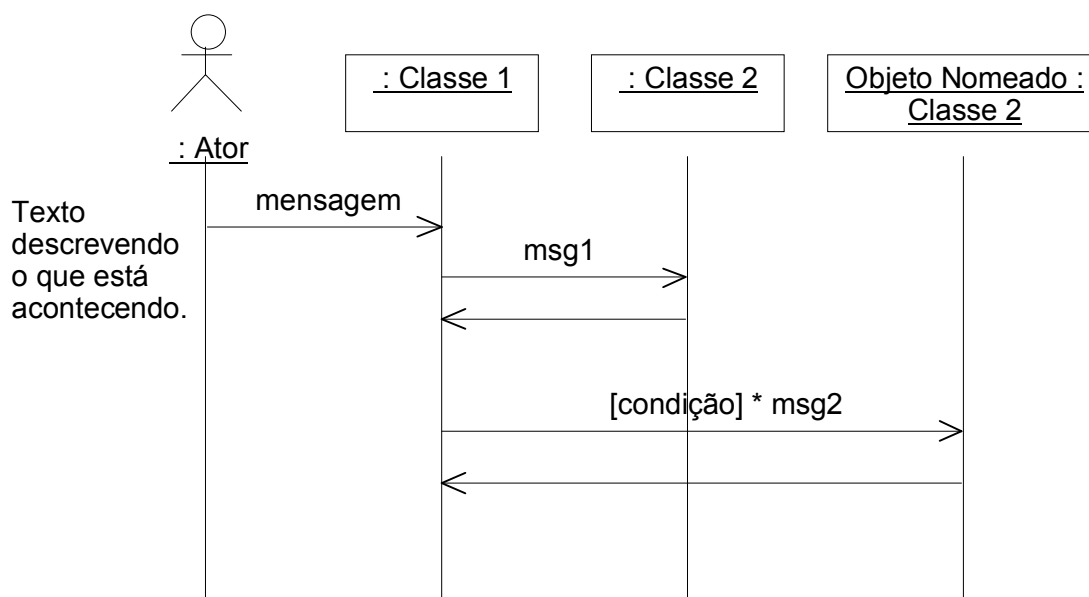 : Classe 1
: Classe 2
Objeto Nomeado :
Classe 2
: Ator
Texto
descrevendo
o que está
acontecendo.
mensagem
msg1
[condição] * msg2